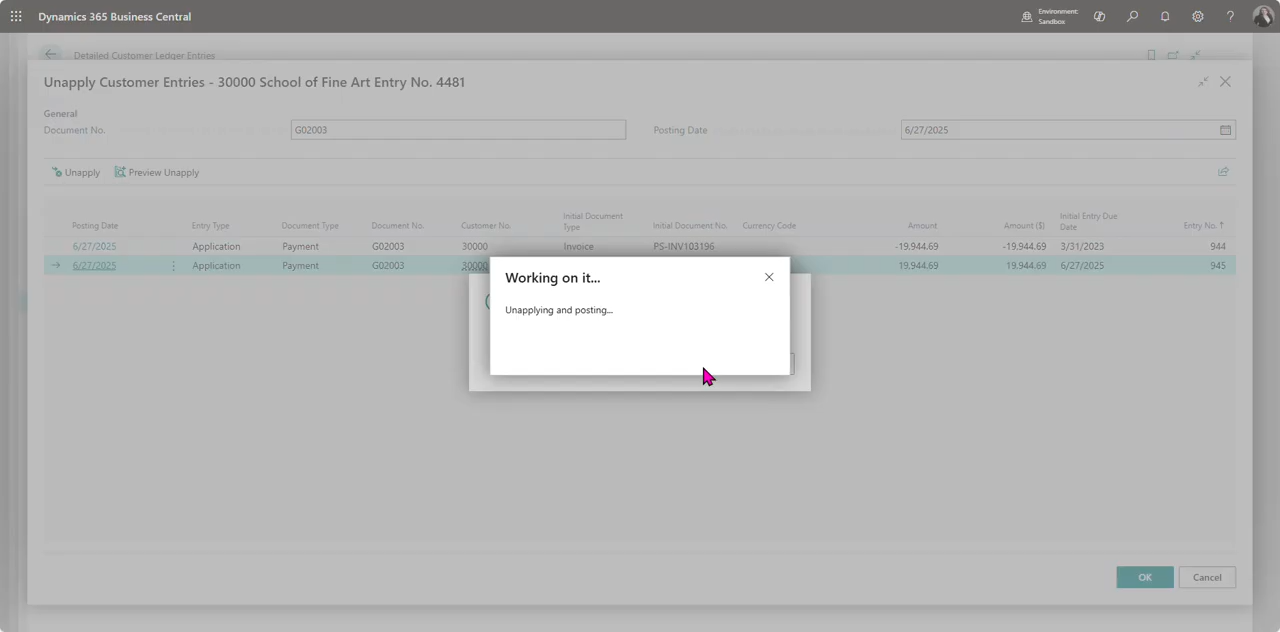 Dynamics 365 Business Central
Environment:
Sandbox
?
Detailed Customer Ledger Entries
Unapply Customer Entries - 30000 School of Fine Art Entry No. 4481
General
Document No. G02003 Posting Date 6/27/2025
Unapply Preview Unapply
Posting Date Entry Type Document Type Document No. Customer No. Initial Document Type Initial Document No. Currency Code Amount Amount ($) Initial Entry Due Date Entry No. ↑
6/27/2025 Application Payment G02003 30000 Invoice PS-INV103196 -19,944.69 -19,944.69 3/31/2023 944
→ 6/27/2025 Application Payment G02003 30000 19,944.69 19,944.69 6/27/2025 945
Working on it...
Unapplying and posting...
OK Cancel